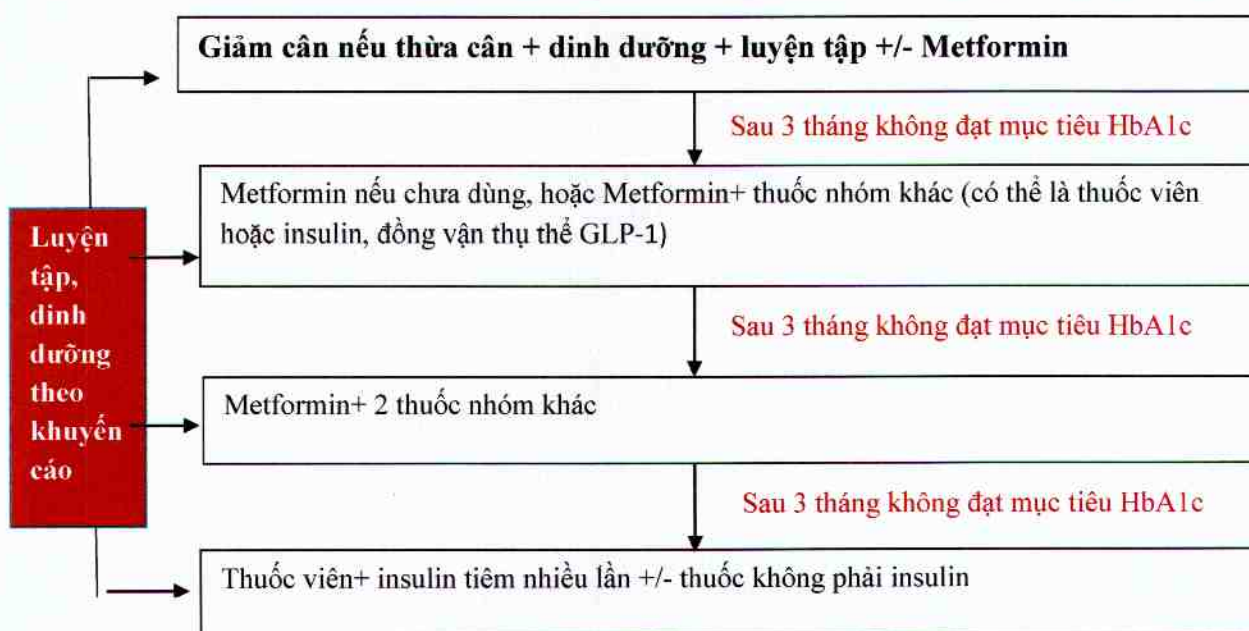 Giảm cân nếu thừa cân + dinh dưỡng + luyện tập +/- Metformin
Sau 3 tháng không đạt mục tiêu HbA1c
Metformin nếu chưa dùng, hoặc Metformin+ thuốc nhóm khác (có thể là thuốc viên
hoặc insulin, đồng vận thụ thể GLP-1)
Luyện
tập,
dinh
dưỡng
theo
khuyến
cáo
Sau 3 tháng không đạt mục tiêu HbA1c
Metformin+ 2 thuốc nhóm khác
Sau 3 tháng không đạt mục tiêu HbA1c
Thuốc viên+ insulin tiêm nhiều lần +/- thuốc không phải insulin